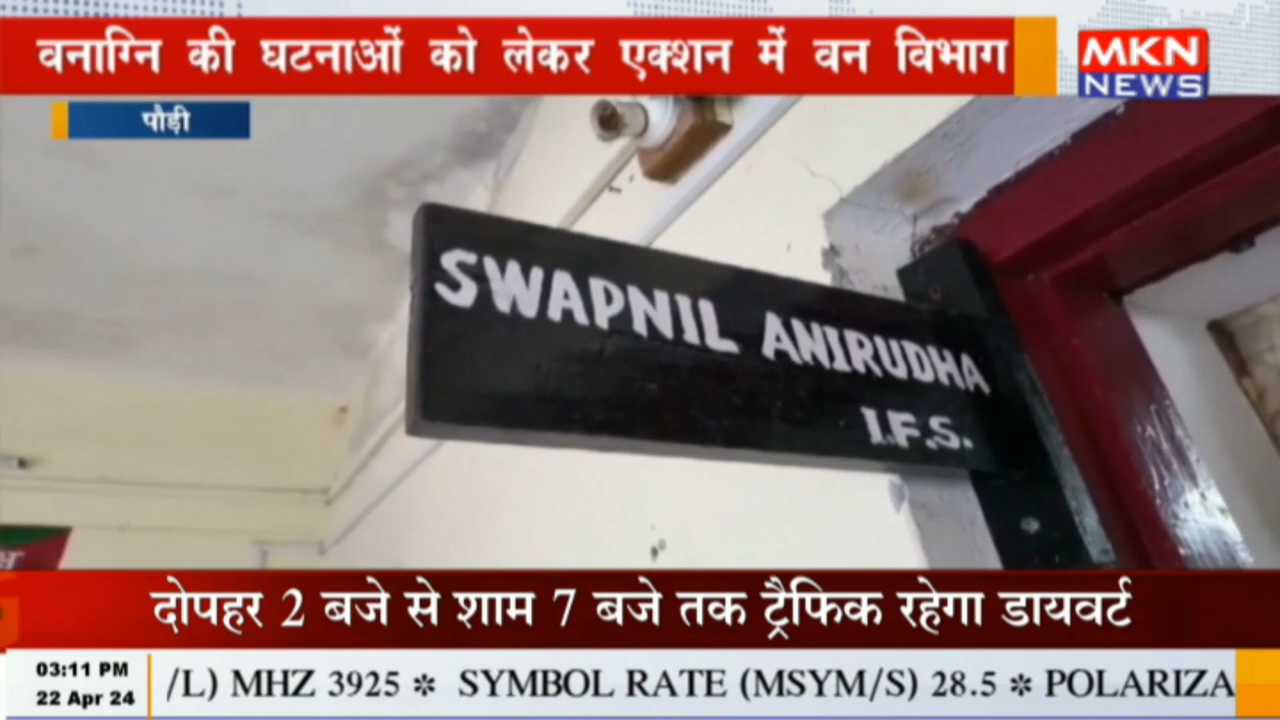 वनाग्नि की घटनाओं को लेकर एक्शन में वन विभाग
MKN
NEWS
पौड़ी
SWAPNIL ANIRUDHA
I.F.S.
दोपहर 2 बजे से शाम 7 बजे तक ट्रैफिक रहेगा डायवर्ट
03:11 PM
22 Apr 24
/L) MHZ 3925 * SYMBOL RATE (MSYM/S) 28.5 * POLARIZA